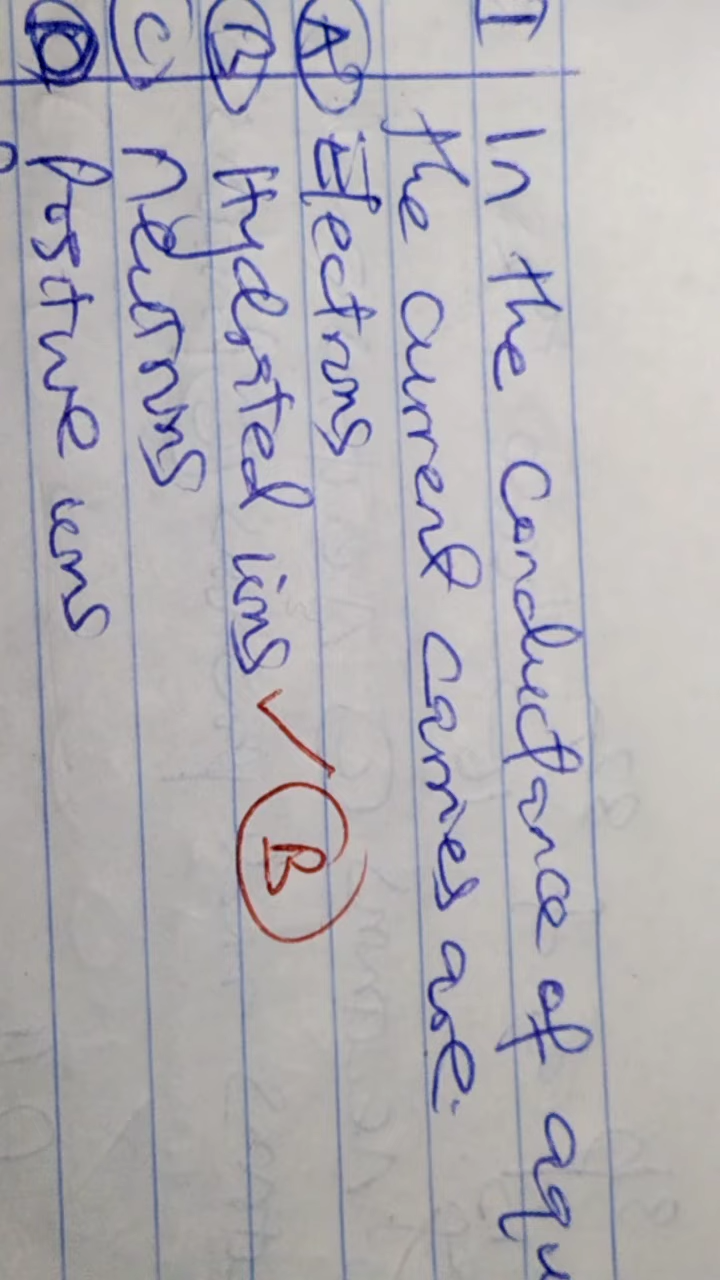 I In the conductance of aqu
the current carries are:
A Electrons
B Hydrated ions ✓ B
C neutrons
D Positive ions